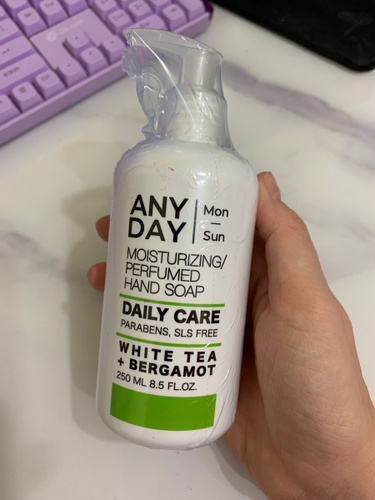 ANY
DAY
Mon
—
Sun
MOISTURIZING/
PERFUMED
HAND SOAP
DAILY CARE
PARABENS, SLS FREE
WHITE TEA
+ BERGAMOT
250 ML 8.5 FL.OZ.